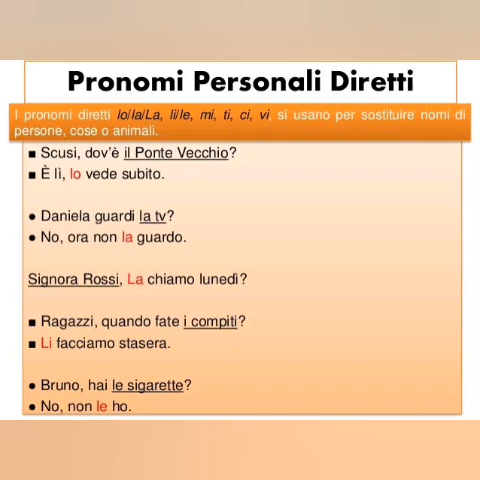 Pronomi Personali Diretti
I pronomi diretti lo/la/La, li/le, mi, ti, ci, vi si usano per sostituire nomi di
persone, cose o animali.
▪ Scusi, dov'è il Ponte Vecchio?
▪ È lì, lo vede subito.
• Daniela guardi la tv?
• No, ora non la guardo.
Signora Rossi, La chiamo lunedì?
▪ Ragazzi, quando fate i compiti?
▪ Li facciamo stasera.
• Bruno, hai le sigarette?
• No, non le ho.